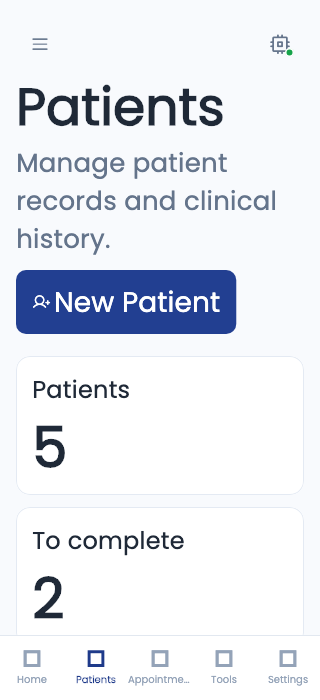 Patients
Manage patient
records and clinical
history.
New Patient
Patients
5
To complete
2
Home
Patients
Appointme...
Tools
Settings